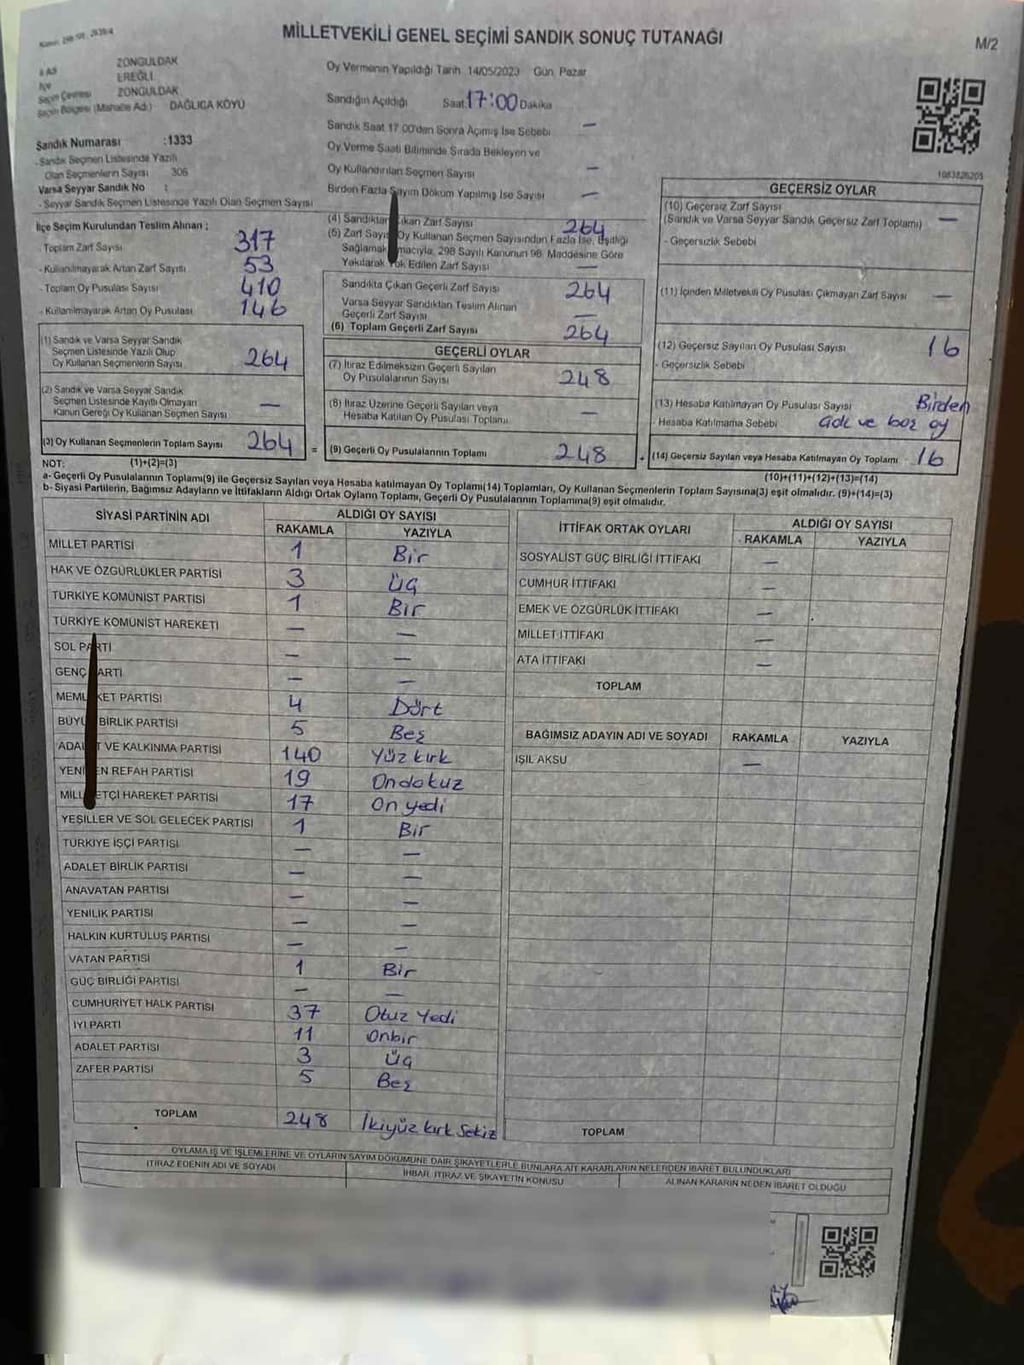 MİLLETVEKİLİ GENEL SEÇİMİ SANDIK SONUÇ TUTANAĞI
M/2
İl Adı ZONGULDAK
İlçe EREĞLİ
Seçim Çevresi ZONGULDAK
Seçim Bölgesi (Mahalle Adı) DAĞLICA KÖYÜ
Sandık Numarası :1333
- Sandık Seçmen Listesinde Yazılı
Olan Seçmenlerin Sayısı 306
Varsa Seyyar Sandık No :
- Seyyar Sandık Seçmen Listesinde Yazılı Olan Seçmen Sayısı
Oy Vermenin Yapıldığı Tarih 14/05/2023 Gün Pazar
Sandığın Açıldığı Saat 17:00 Dakika
Sandık Saat 17 00'dan Sonra Açımış İse Sebebi —
Oy Verme Saati Bitiminde Sırada Bekleyen ve
Oy Kullandırılan Seçmen Sayısı —
Birden Fazla Sayım Döküm Yapılmış İse Sayısı —
1083826205
İlçe Seçim Kurulundan Teslim Alınan ;
- Toplam Zarf Sayısı 317
- Kullanılmayarak Artan Zarf Sayısı 53
- Toplam Oy Pusulası Sayısı 410
- Kullanılmayarak Artan Oy Pusulası 146
(1) Sandık ve Varsa Seyyar Sandık
Seçmen Listesinde Yazılı Olup
Oy Kullanan Seçmenlerin Sayısı 264
(2) Sandık ve Varsa Seyyar Sandık
Seçmen Listesinde Kayıtlı Olmayan
Kanun Gereği Oy Kullanan Seçmen Sayısı —
(3) Oy Kullanan Seçmenlerin Toplam Sayısı 264 =
(4) Sandıktan Çıkan Zarf Sayısı 264
(5) Zarf Sayısı Oy Kullanan Seçmen Sayısından Fazla İse, Eşitliği
Sağlamak Amacıyla, 298 Sayılı Kanunun 98. Maddesine Göre
Yakılarak Yok Edilen Zarf Sayısı —
Sandıkta Çıkan Geçerli Zarf Sayısı 264
Varsa Seyyar Sandıktan Teslim Alınan
Geçerli Zarf Sayısı —
(6) Toplam Geçerli Zarf Sayısı 264
GEÇERLİ OYLAR
(7) İtiraz Edilmeksizin Geçerli Sayılan
Oy Pusulalarının Sayısı 248
(8) İtiraz Üzerine Geçerli Sayılan veya
Hesaba Katılan Oy Pusulası Toplamı —
(9) Geçerli Oy Pusulalarının Toplamı 248 +
GEÇERSİZ OYLAR
(10) Geçersiz Zarf Sayısı
(Sandık ve Varsa Seyyar Sandık Geçersiz Zarf Toplamı) —
- Geçersizlik Sebebi
(11) İçinden Milletvekili Oy Pusulası Çıkmayan Zarf Sayısı —
(12) Geçersiz Sayılan Oy Pusulası Sayısı 16
- Geçersizlik Sebebi
(13) Hesaba Katılmayan Oy Pusulası Sayısı Birden
- Hesaba Katılmama Sebebi ve boş oy
(14) Geçersiz Sayılan veya Hesaba Katılmayan Oy Toplamı 16
(10)+(11)+(12)+(13)=(14)
NOT: (1)+(2)=(3)
a- Geçerli Oy Pusulalarının Toplamı(9) ile Geçersiz Sayılan veya Hesaba katılmayan Oy Toplamı(14) Toplamları, Oy Kullanan Seçmenlerin Toplam Sayısına(3) eşit olmalıdır. (9)+(14)=(3)
b- Siyasi Partilerin, Bağımsız Adayların ve İttifakların Aldığı Ortak Oyların Toplamı, Geçerli Oy Pusulalarının Toplamına(9) eşit olmalıdır.
SİYASİ PARTİNİN ADI ALDIĞI OY SAYISI
RAKAMLA YAZIYLA
MİLLET PARTİSİ 1 Bir
HAK VE ÖZGÜRLÜKLER PARTİSİ 3 Üç
TÜRKİYE KOMÜNİST PARTİSİ 1 Bir
TÜRKİYE KOMÜNİST HAREKETİ — —
SOL PARTİ — —
GENÇ PARTİ — —
MEMLEKET PARTİSİ 4 Dört
BÜYÜK BİRLİK PARTİSİ 5 Beş
ADALET VE KALKINMA PARTİSİ 140 Yüz kırk
YENİDEN REFAH PARTİSİ 19 Ondokuz
MİLLİYETÇİ HAREKET PARTİSİ 17 On yedi
YEŞİLLER VE SOL GELECEK PARTİSİ 1 Bir
TÜRKİYE İŞÇİ PARTİSİ — —
ADALET BİRLİK PARTİSİ — —
ANAVATAN PARTİSİ — —
YENİLİK PARTİSİ — —
HALKIN KURTULUŞ PARTİSİ — —
VATAN PARTİSİ 1 Bir
GÜÇ BİRLİĞİ PARTİSİ — —
CUMHURİYET HALK PARTİSİ 37 Otuz Yedi
İYİ PARTİ 11 Onbir
ADALET PARTİSİ 3 Üç
ZAFER PARTİSİ 5 Beş
TOPLAM 248 İkiyüz kırk Sekiz
İTTİFAK ORTAK OYLARI ALDIĞI OY SAYISI
RAKAMLA YAZIYLA
SOSYALİST GÜÇ BİRLİĞİ İTTİFAKI —
CUMHUR İTTİFAKI —
EMEK VE ÖZGÜRLÜK İTTİFAKI —
MİLLET İTTİFAKI —
ATA İTTİFAKI —
TOPLAM
BAĞIMSIZ ADAYIN ADI VE SOYADI RAKAMLA YAZIYLA
IŞIL AKSU —
TOPLAM
OYLAMA İŞ VE İŞLEMLERİNE VE OYLARIN SAYIM DÖKÜMÜNE DAİR ŞİKAYETLERLE BUNLARA AİT KARARLARIN NELERDEN İBARET BULUNDUKLARI
İTİRAZ EDENİN ADI VE SOYADI İHBAR, İTİRAZ VE ŞİKAYETİN KONUSU ALINAN KARARIN NEDEN İBARET OLDUĞU